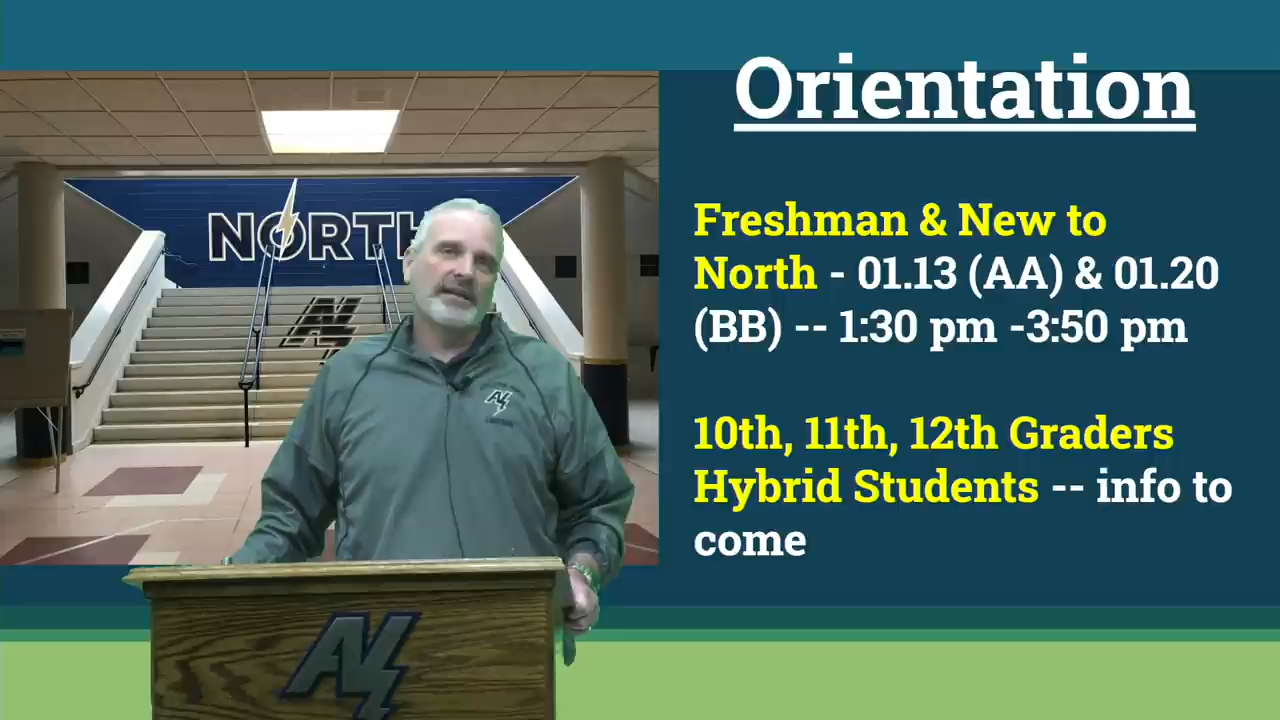 Orientation
NORTH
Freshman & New to
North - 01.13 (AA) & 01.20
(BB) -- 1:30 pm -3:50 pm
10th, 11th, 12th Graders
Hybrid Students -- info to
come